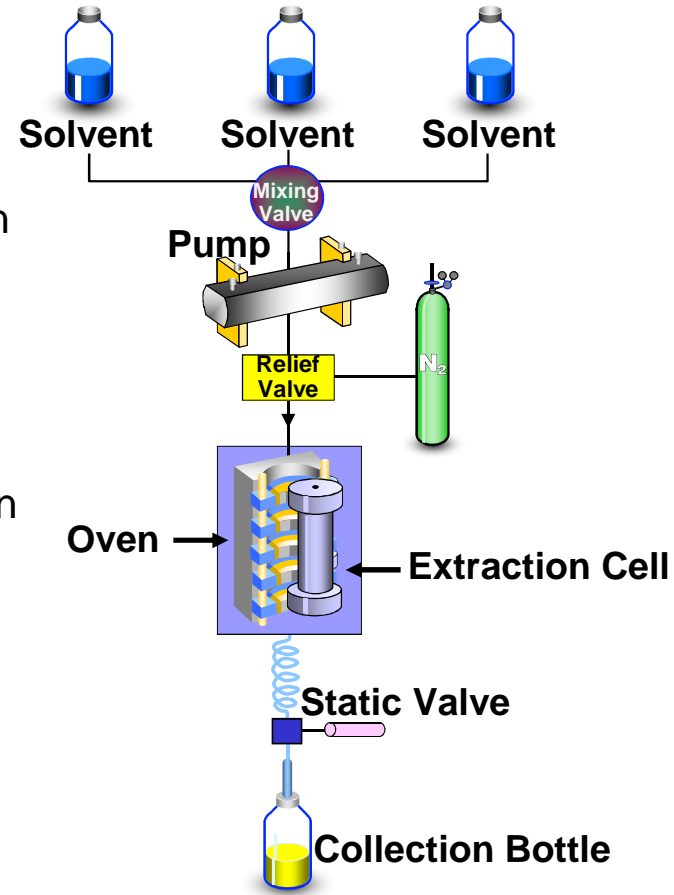 Solvent Solvent Solvent
Mixing
Valve
n
Pump
Relief
Valve
N2
n
Oven
Extraction Cell
Static Valve
Collection Bottle